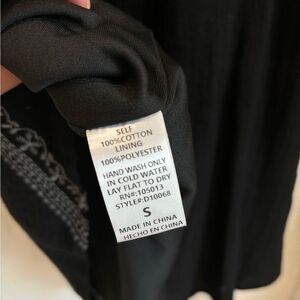 SELF
100%COTTON
LINING
100%POLYESTER
HAND WASH ONLY
IN COLD WATER
LAY FLAT TO DRY
RN#:105013
STYLE#:D10068
S
MADE IN CHINA
HECHO EN CHINA